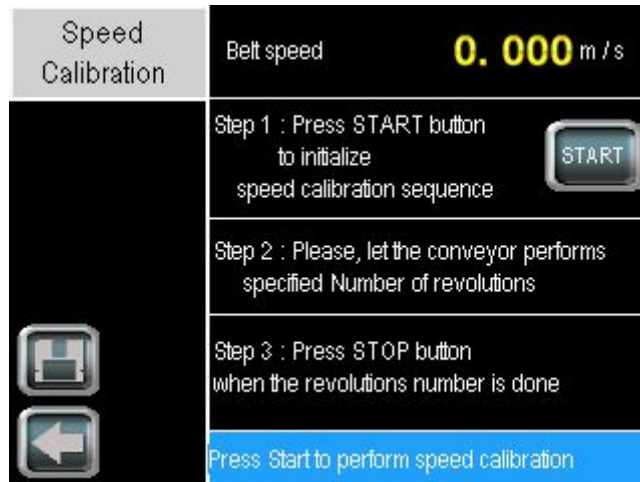 Speed
Calibration
Belt speed 0. 000 m / s
Step 1 : Press START button
to initialize
speed calibration sequence
START
Step 2 : Please, let the conveyor performs
specified Number of revolutions
Step 3 : Press STOP button
when the revolutions number is done
Press Start to perform speed calibration